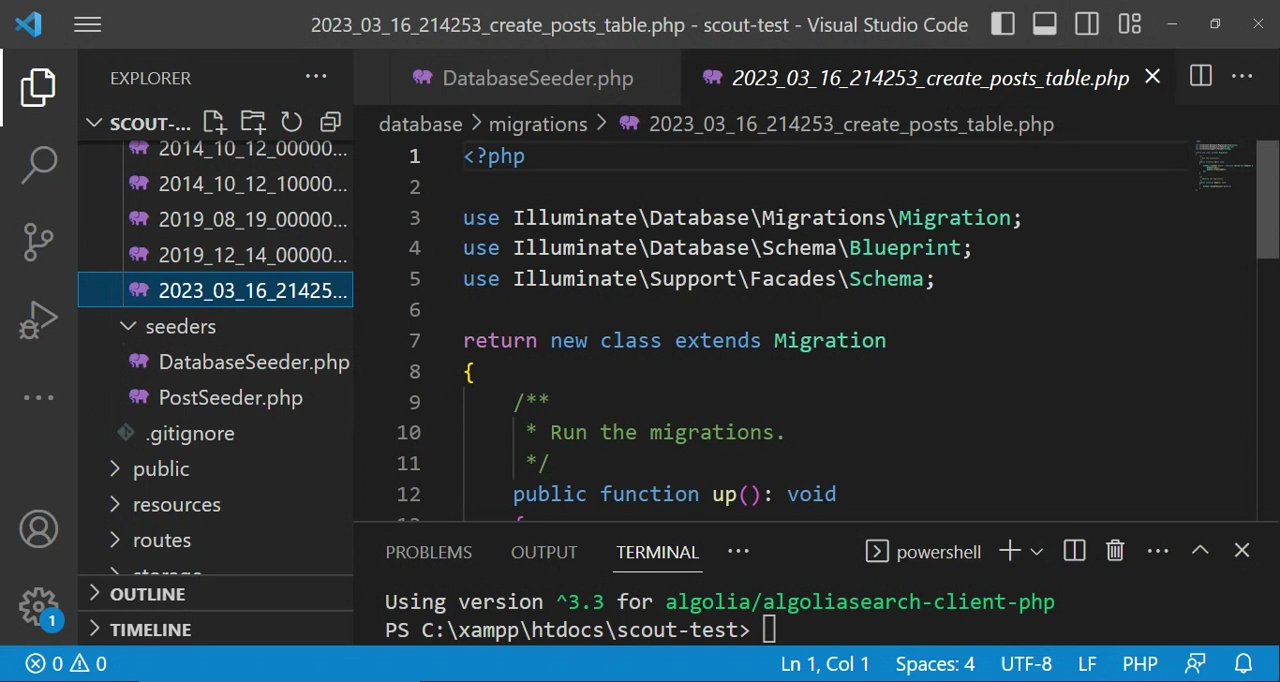 2023_03_16_214253_create_posts_table.php - scout-test - Visual Studio Code
EXPLORER
SCOUT-...
2014_10_12_00000...
2014_10_12_10000...
2019_08_19_00000...
2019_12_14_00000...
2023_03_16_21425...
seeders
DatabaseSeeder.php
PostSeeder.php
.gitignore
public
resources
routes
storage
OUTLINE
TIMELINE
DatabaseSeeder.php
2023_03_16_214253_create_posts_table.php
database > migrations > 2023_03_16_214253_create_posts_table.php
1 <?php
2
3 use Illuminate\Database\Migrations\Migration;
4 use Illuminate\Database\Schema\Blueprint;
5 use Illuminate\Support\Facades\Schema;
6
7 return new class extends Migration
8 {
9 /**
10 * Run the migrations.
11 */
12 public function up(): void
13 {
PROBLEMS OUTPUT TERMINAL ... powershell
Using version ^3.3 for algolia/algoliasearch-client-php
PS C:\xampp\htdocs\scout-test>
1
0 0 Ln 1, Col 1 Spaces: 4 UTF-8 LF PHP